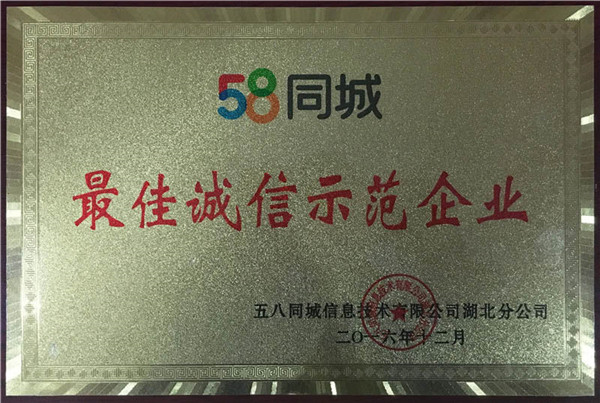 58同城
最佳诚信示范企业
五八同城信息技术有限公司湖北分公司
二〇一六年十二月